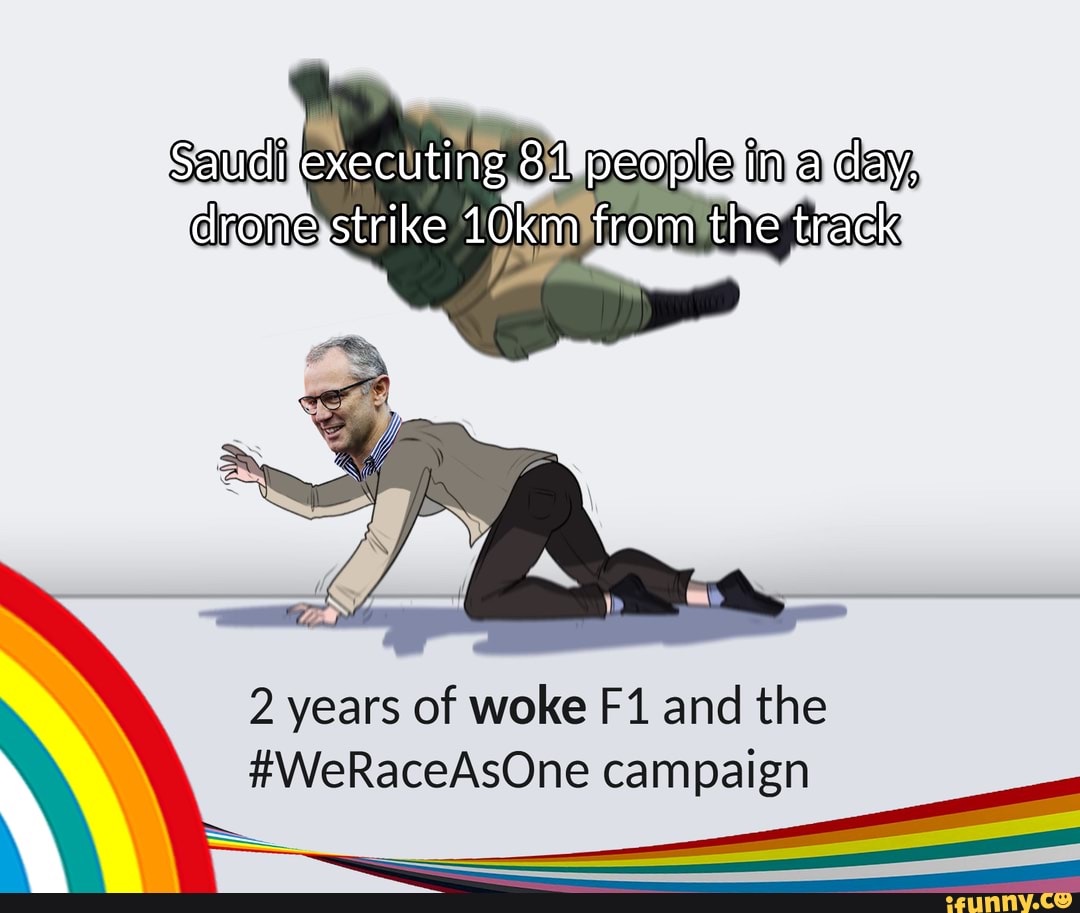 Saudi executing 81 people in a day,
drone strike 10km from the track
2 years of woke F1 and the
#WeRaceAsOne campaign
ifunny.co